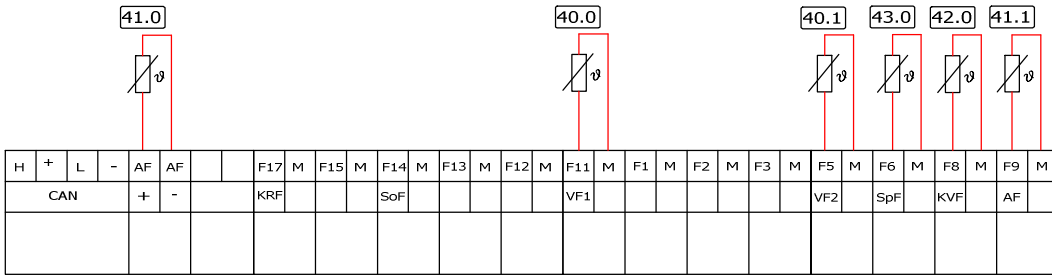 41.0 40.0 40.1 43.0 42.0 41.1
ϑ ϑ ϑ ϑ ϑ ϑ
H + L - AF AF F17 M F15 M F14 M F13 M F12 M F11 M F1 M F2 M F3 M F5 M F6 M F8 M F9 M
CAN + - KRF SoF VF1 VF2 SpF KVF AF